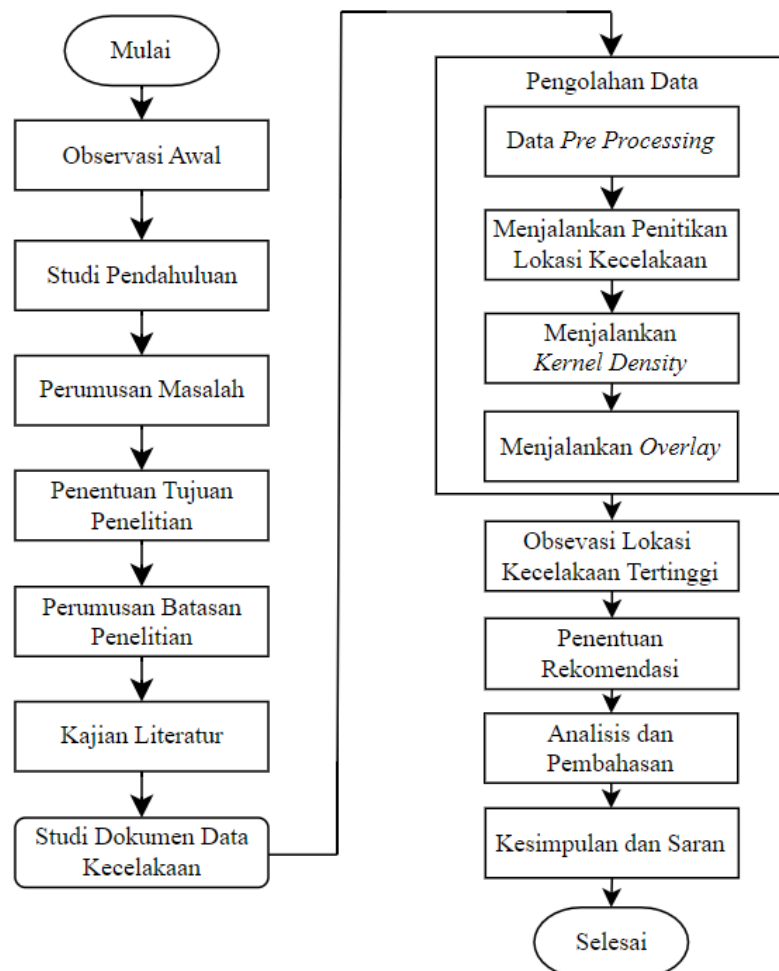 Mulai
Observasi Awal
Studi Pendahuluan
Perumusan Masalah
Penentuan Tujuan
Penelitian
Perumusan Batasan
Penelitian
Kajian Literatur
Studi Dokumen Data
Kecelakaan
Pengolahan Data
Data Pre Processing
Menjalankan Penitikan
Lokasi Kecelakaan
Menjalankan
Kernel Density
Menjalankan Overlay
Obsevasi Lokasi
Kecelakaan Tertinggi
Penentuan
Rekomendasi
Analisis dan
Pembahasan
Kesimpulan dan Saran
Selesai